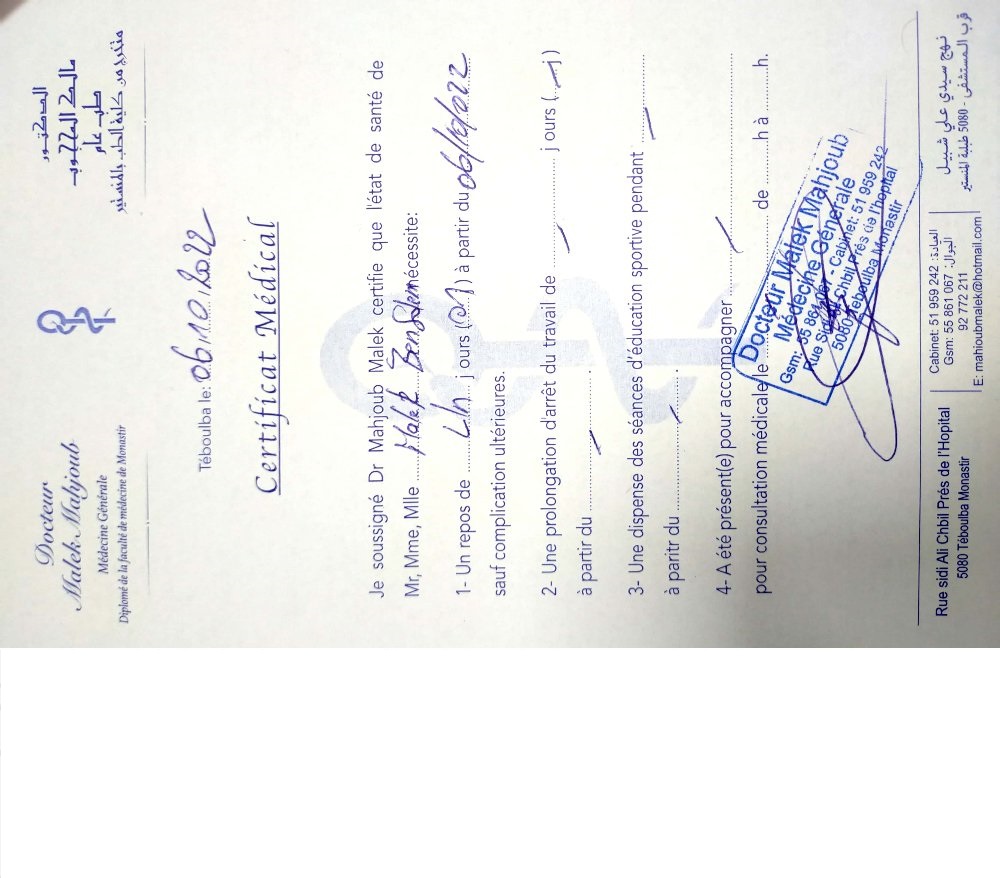 Docteur
Malek Mahjoub
Médecine Générale
Diplomé de la faculté de médecine de Monastir
الدكتور
مالك المحجوب
طب عام
متخرج من كلية الطب بالمنستير
Téboulba le: 06/10/2022
Certificat Médical
Je soussigné Dr Mahjoub Malek certifie que l'état de santé de
Mr, Mme, Mlle Malek Ben nécessite:
1- Un repos de Un jours (01) à partir du 06/10/2022
sauf complication ultérieures.
2- Une prolongation d'arrêt du travail de ........ jours (....j)
à partir du ........ .
3- Une dispense des séances d'éducation sportive pendant ........
à paritr du ........ .
4- A été présent(e) pour accompagner ........
pour consultation médicale le ........ de ........h à ........h.
Docteur Malek Mahjoub
Médecine Génerale
Gsm: 55 861 067 - Cabinet: 51 959 242
Rue Sidi Ali Chbil Prés de l'hopital
5080 Teboulba Monastir
Rue sidi Ali Chbil Prés de l'Hopital
5080 Téboulba Monastir
Cabinet: 51 959 242 :العيادة
Gsm: 55 861 067 :الجوال
92 772 211
E: mahjoubmalek@hotmail.com
نهج سيدي علي شبيل
قرب المستشفى - 5080 طبلبة المنستير